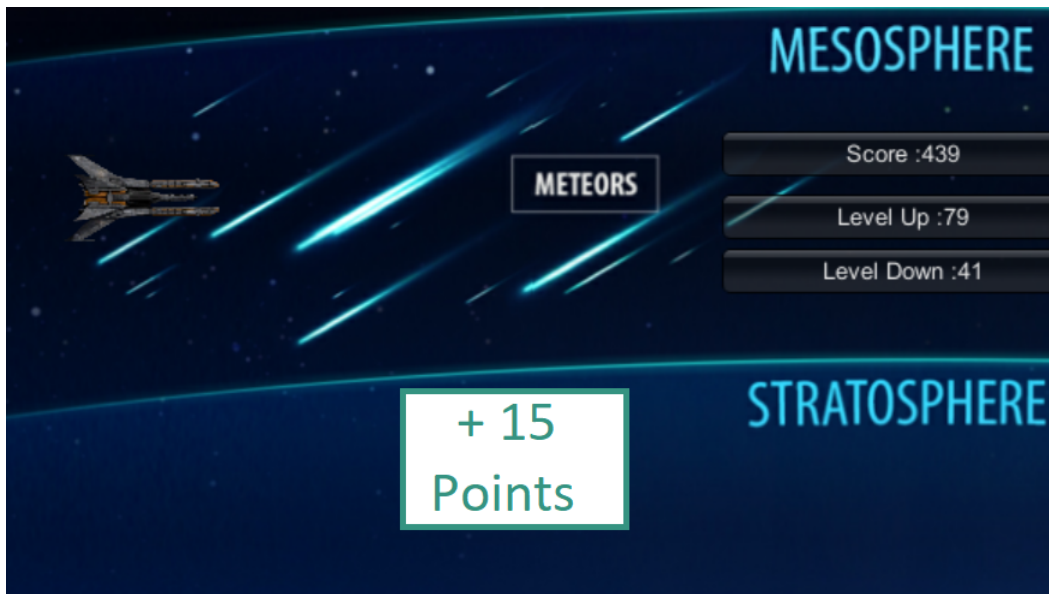 MESOSPHERE
Score :439
METEORS
Level Up :79
Level Down :41
STRATOSPHERE
+ 15
Points